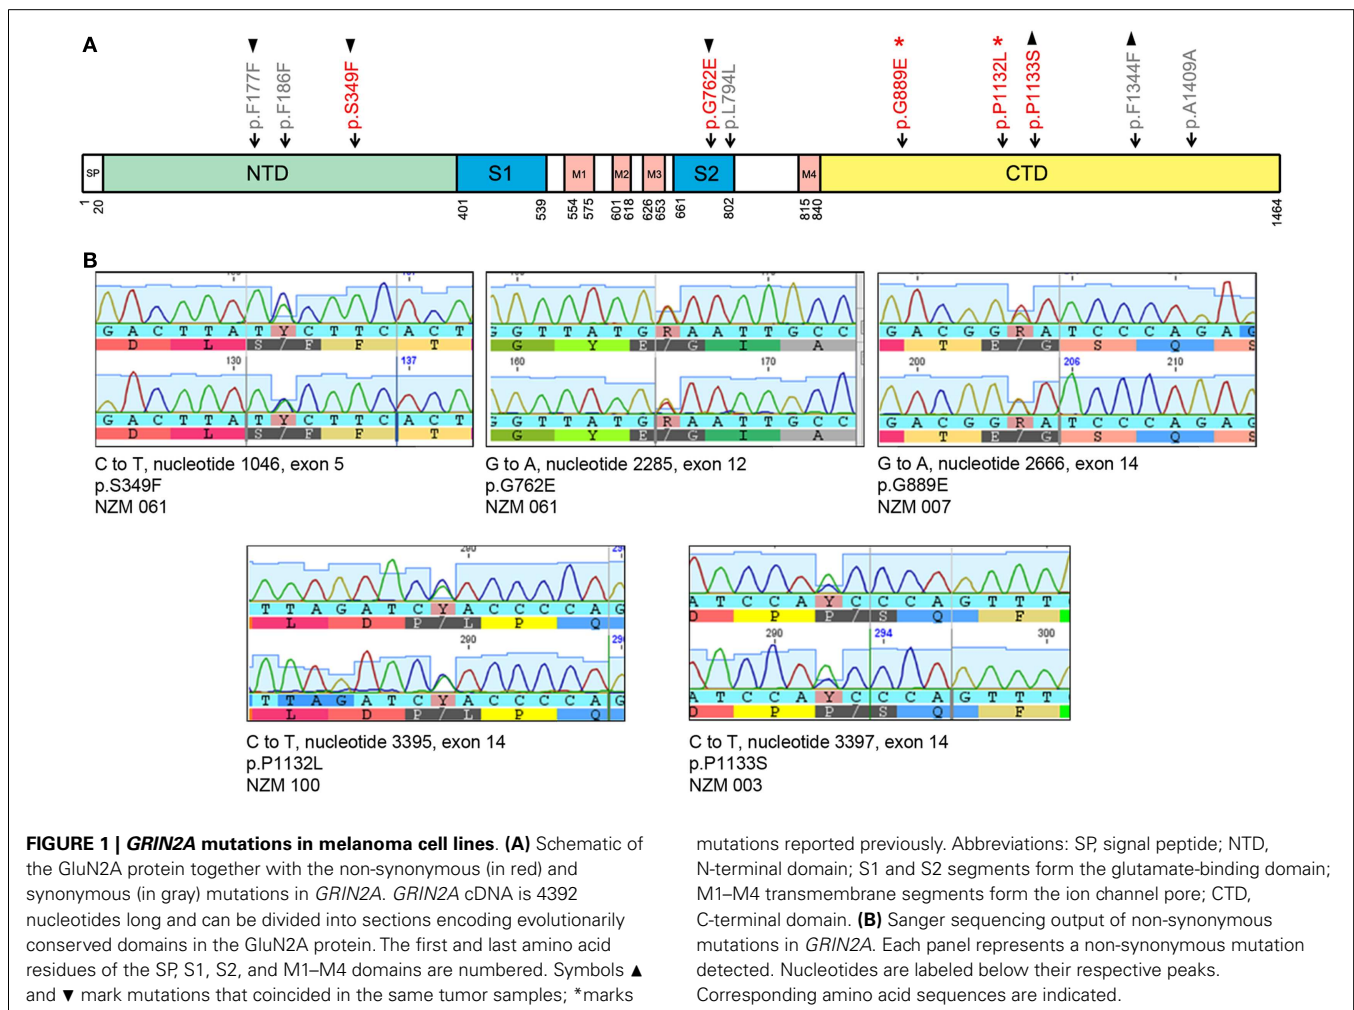 A
p.F177F
p.F186F
p.S349F
p.G762E
p.L794L
* p.G889E
* p.P1132L
p.P1133S
p.F1344F
p.A1409A
SP NTD S1 M1 M2 M3 S2 M4 CTD
1 20 401 539 554 575 601 618 626 653 661 802 815 840 1464
B
G A C T T A T Y C T T C A C T
D L S / F F T
130 137
G A C T T A T Y C T T C A C T
D L S / F F T
C to T, nucleotide 1046, exon 5
p.S349F
NZM 061
G G T T A T G R A A T T G C C
G Y E / G I A
160 170
G G T T A T G R A A T T G C C
G Y E / G I A
G to A, nucleotide 2285, exon 12
p.G762E
NZM 061
G A C G G R A T C C C A G A G
T E / G S Q S
200 206 210
G A C G G R A T C C C A G A G
T E / G S Q S
G to A, nucleotide 2666, exon 14
p.G889E
NZM 007
T T A G A T C Y A C C C C A G
L D P / L P Q
290
T T A G A T C Y A C C C C A G
L D P / L P Q
C to T, nucleotide 3395, exon 14
p.P1132L
NZM 100
A T C C A Y C C C A G T T T
D P P / S Q F
290 294 300
A T C C A Y C C C A G T T T
D P P / S Q F
C to T, nucleotide 3397, exon 14
p.P1133S
NZM 003
FIGURE 1 | GRIN2A mutations in melanoma cell lines. (A) Schematic of
the GluN2A protein together with the non-synonymous (in red) and
synonymous (in gray) mutations in GRIN2A. GRIN2A cDNA is 4392
nucleotides long and can be divided into sections encoding evolutionarily
conserved domains in the GluN2A protein. The first and last amino acid
residues of the SP, S1, S2, and M1–M4 domains are numbered. Symbols ▲
and ▼ mark mutations that coincided in the same tumor samples; *marks
mutations reported previously. Abbreviations: SP, signal peptide; NTD,
N-terminal domain; S1 and S2 segments form the glutamate-binding domain;
M1–M4 transmembrane segments form the ion channel pore; CTD,
C-terminal domain. (B) Sanger sequencing output of non-synonymous
mutations in GRIN2A. Each panel represents a non-synonymous mutation
detected. Nucleotides are labeled below their respective peaks.
Corresponding amino acid sequences are indicated.